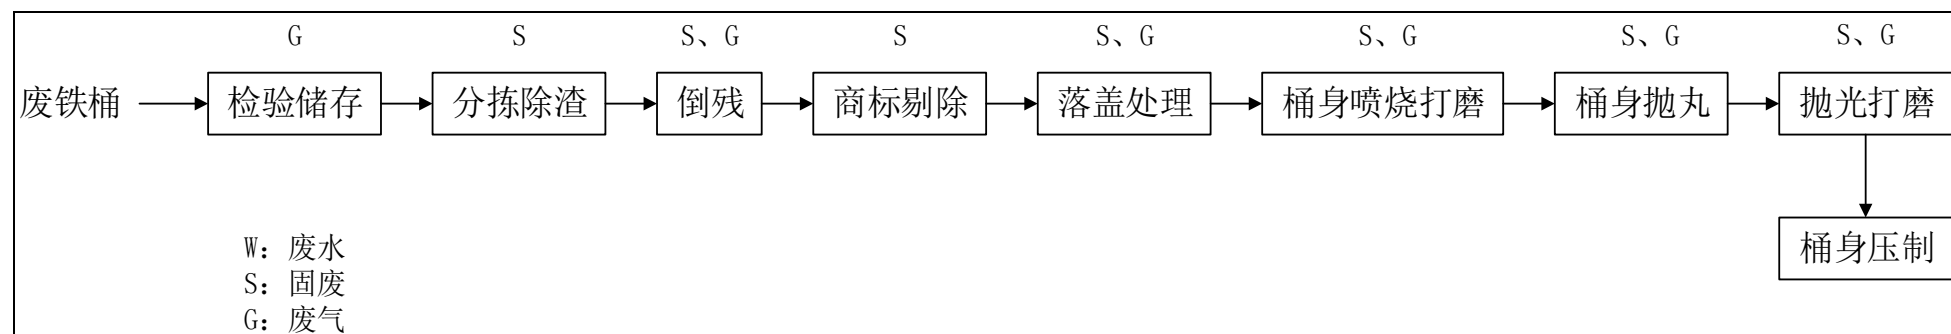 G S S、G S S、G S、G S、G S、G
废铁桶 检验储存 分拣除渣 倒残 商标剔除 落盖处理 桶身喷烧打磨 桶身抛丸 抛光打磨
桶身压制
W：废水
S：固废
G：废气